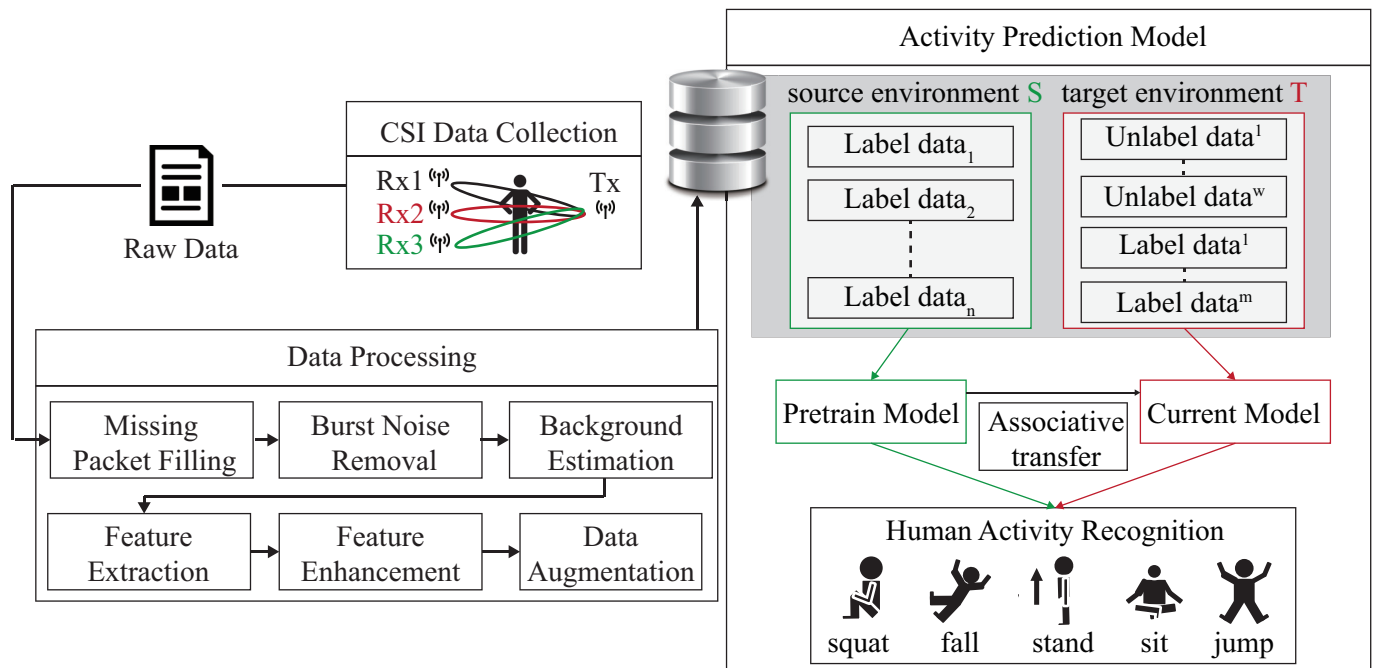 CSI Data Collection
Rx1
Tx
Rx2
Rx3
Raw Data
Data Processing
Missing
Packet Filling
Burst Noise
Removal
Background
Estimation
Feature
Extraction
Feature
Enhancement
Data
Augmentation
Activity Prediction Model
source environment S
target environment T
Label data₁
Label data₂
Label dataₙ
Unlabel data¹
Unlabel dataʷ
Label data¹
Label dataᵐ
Pretrain Model
Associative
transfer
Current Model
Human Activity Recognition
squat
fall
stand
sit
jump